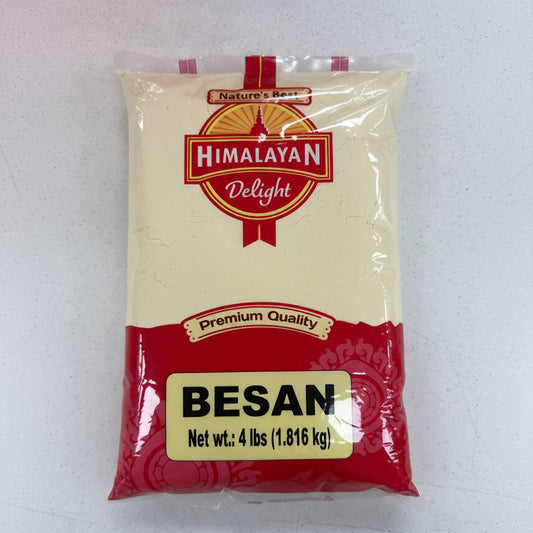 Nature's Best
HIMALAYAN
Delight
Premium Quality
BESAN
Net wt.: 4 lbs (1.816 kg)